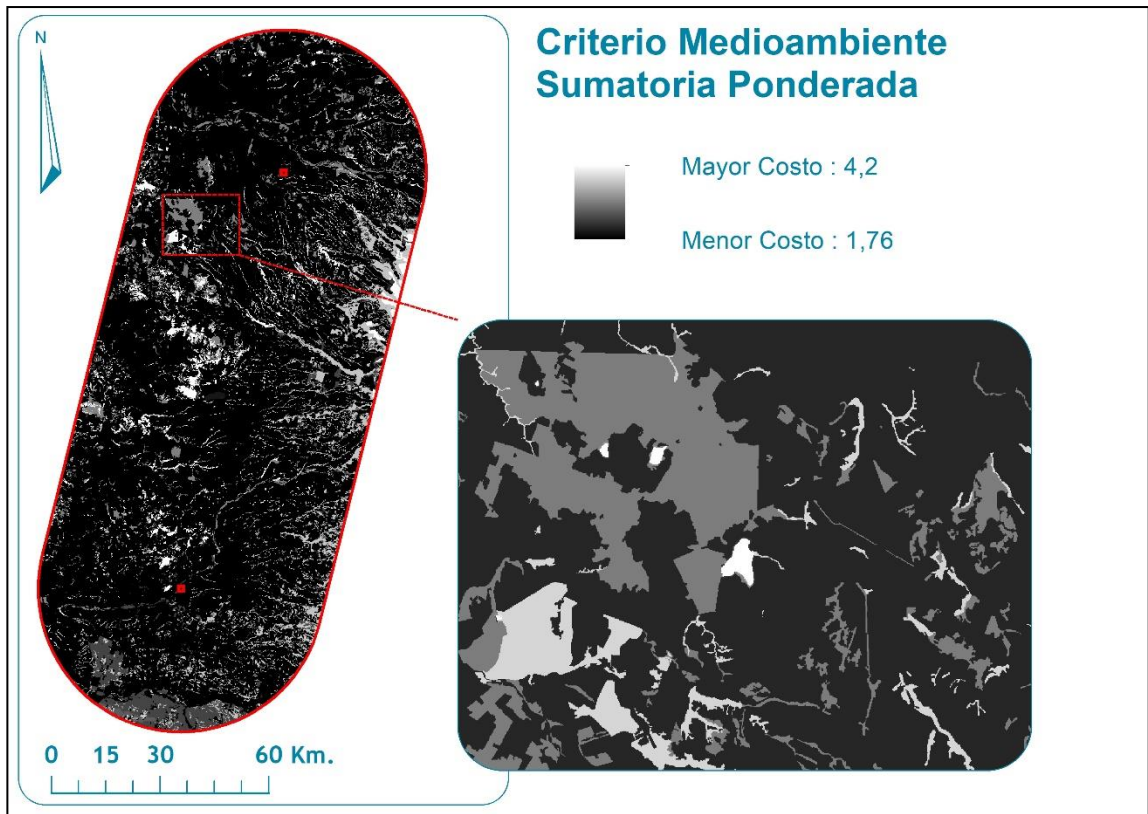 N
Criterio Medioambiente
Sumatoria Ponderada
Mayor Costo : 4,2
Menor Costo : 1,76
0 15 30 60 Km.